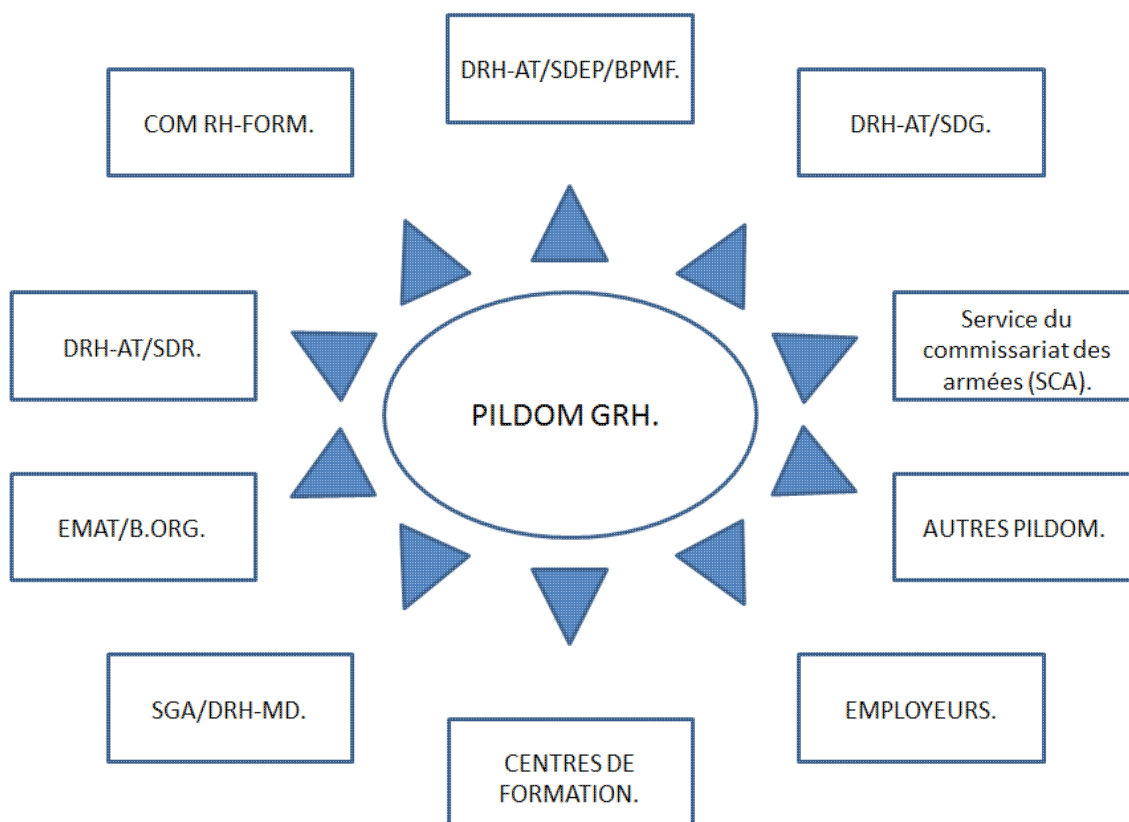 DRH-AT/SDEP/BPMF.
COM RH-FORM.
DRH-AT/SDG.
DRH-AT/SDR.
Service du
commissariat des
armées (SCA).
PILDOM GRH.
EMAT/B.ORG.
AUTRES PILDOM.
SGA/DRH-MD.
EMPLOYEURS.
CENTRES DE
FORMATION.